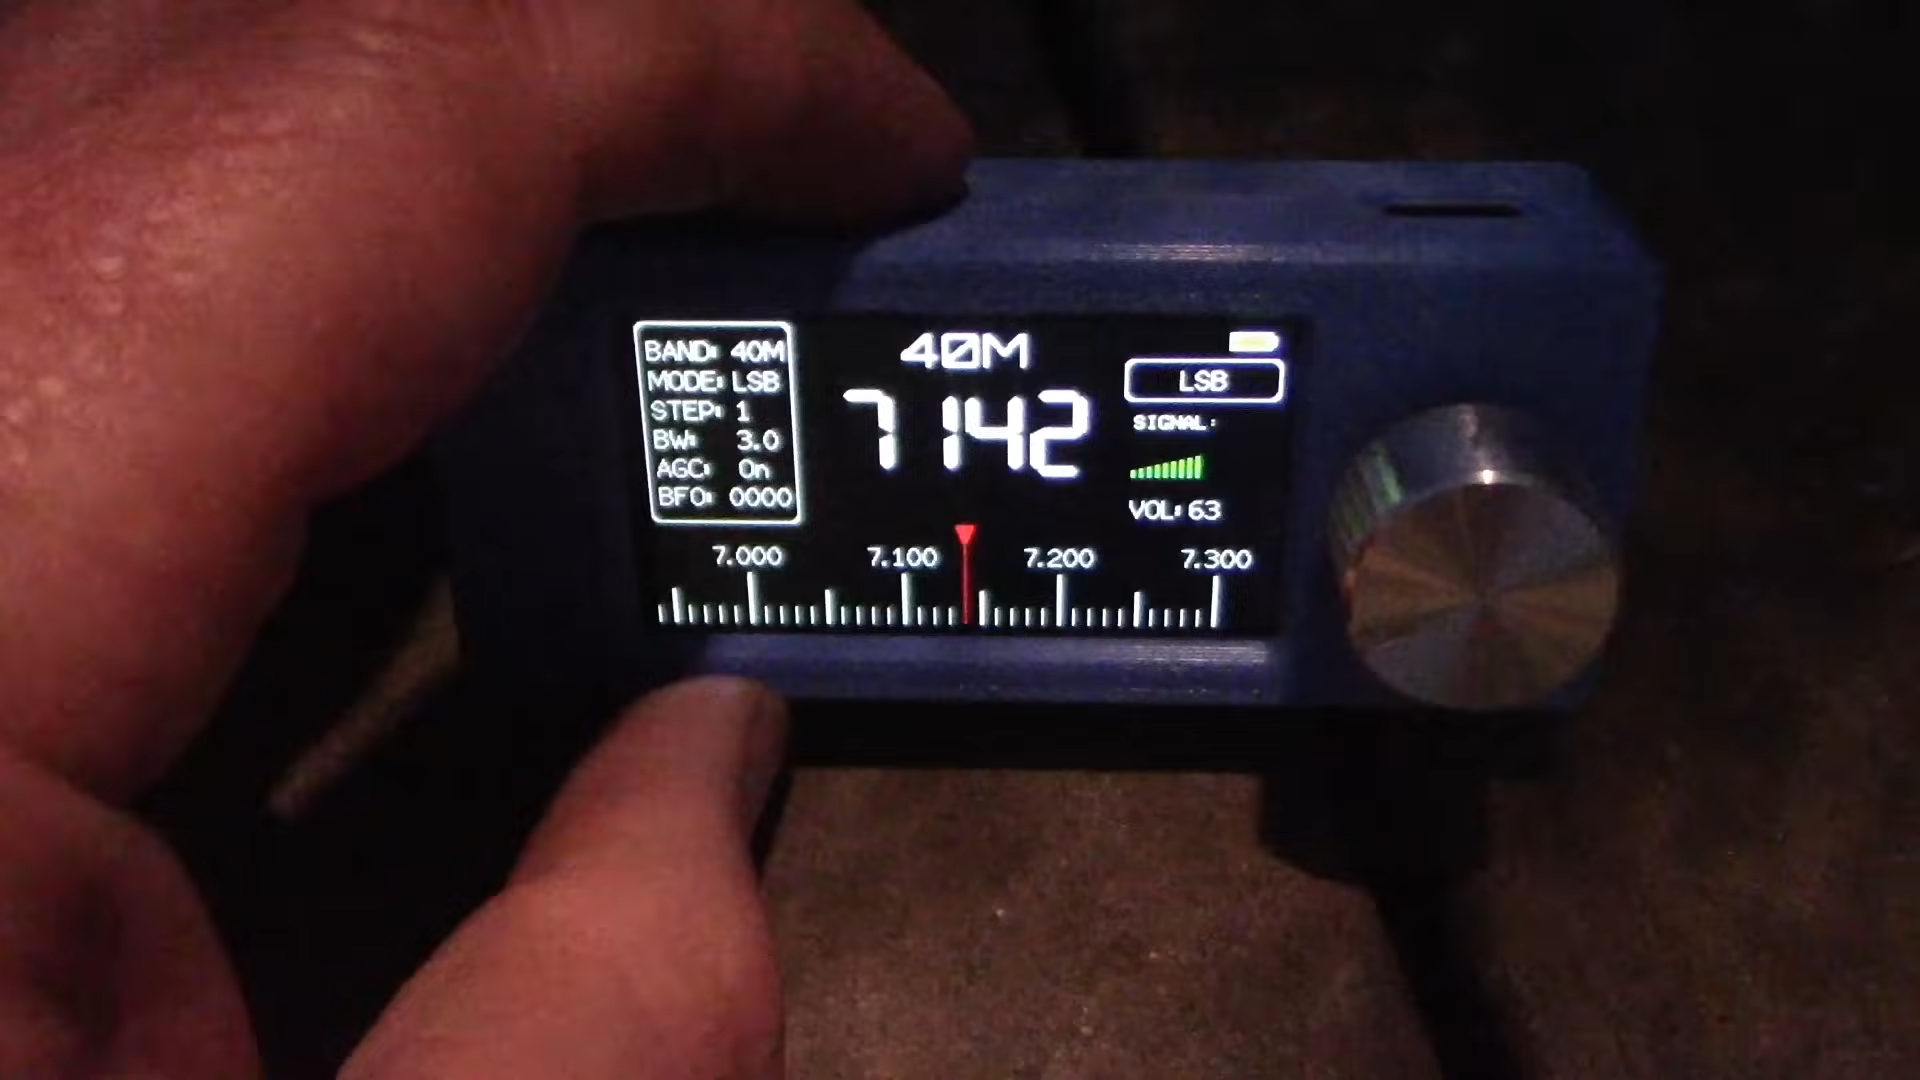 BAND: 40M
MODE: LSB
STEP: 1
BW: 3.0
AGC: On
BFO: 0000
40M
7142
LSB
SIGNAL:
VOL: 63
7.000 7.100 7.200 7.300